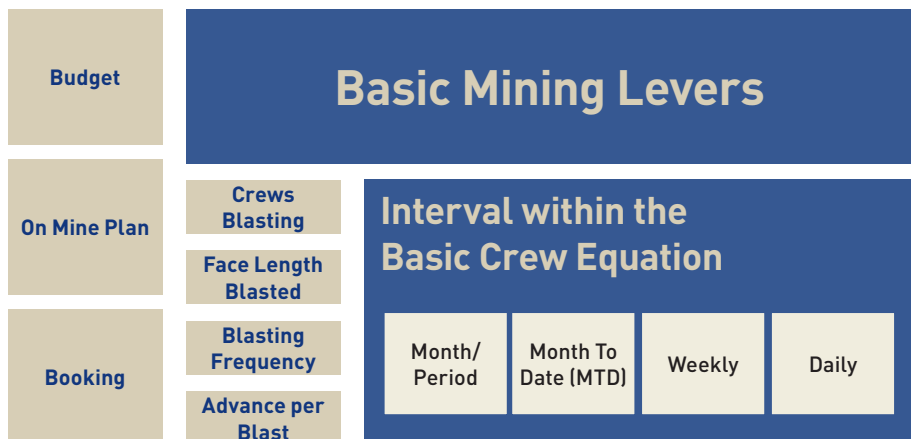 Budget
Basic Mining Levers
On Mine Plan
Crews
Blasting
Face Length
Blasted
Blasting
Frequency
Advance per
Blast
Interval within the
Basic Crew Equation
Month/
Period
Month To
Date (MTD)
Weekly
Daily
Booking